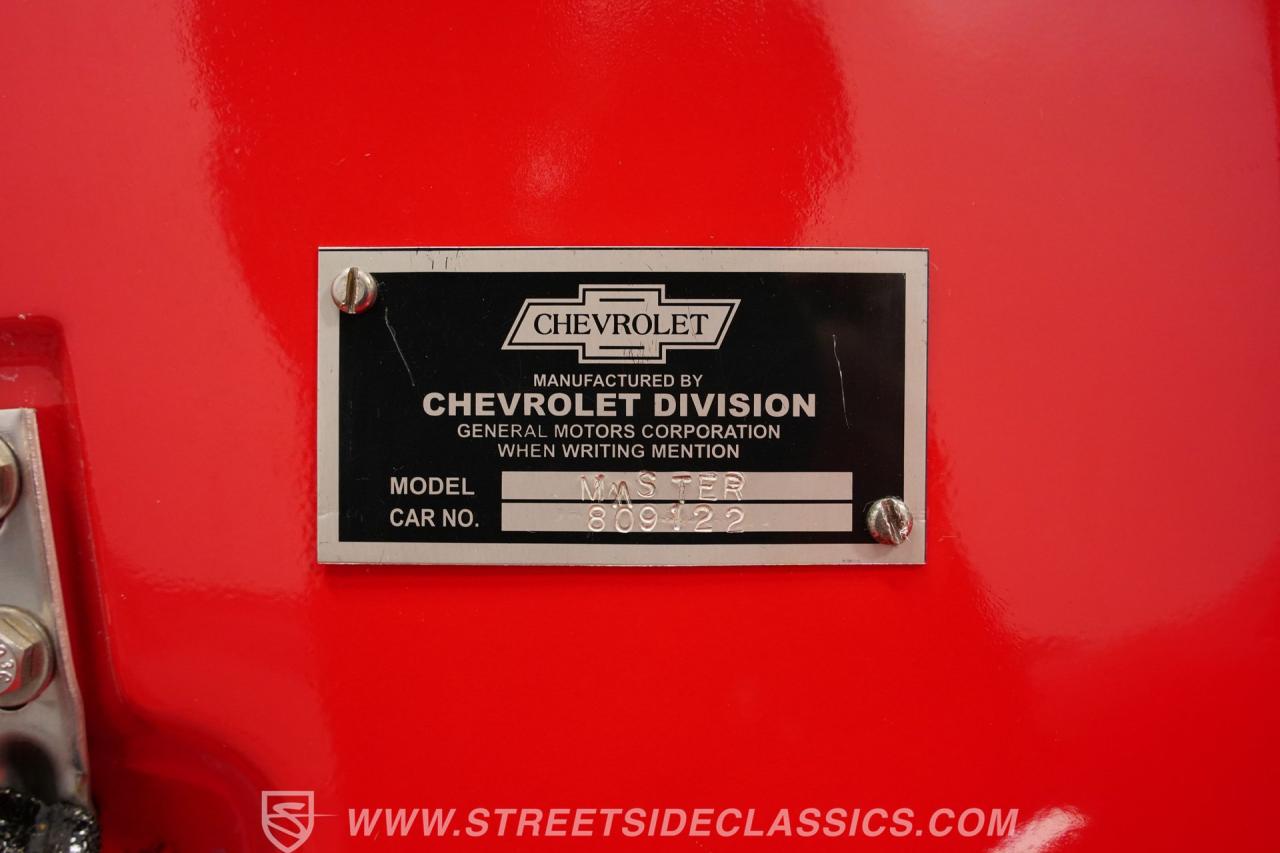 CHEVROLET
MANUFACTURED BY
CHEVROLET DIVISION
GENERAL MOTORS CORPORATION
WHEN WRITING MENTION
MODEL MASTER
CAR NO. 809122
WWW.STREETSIDECLASSICS.COM